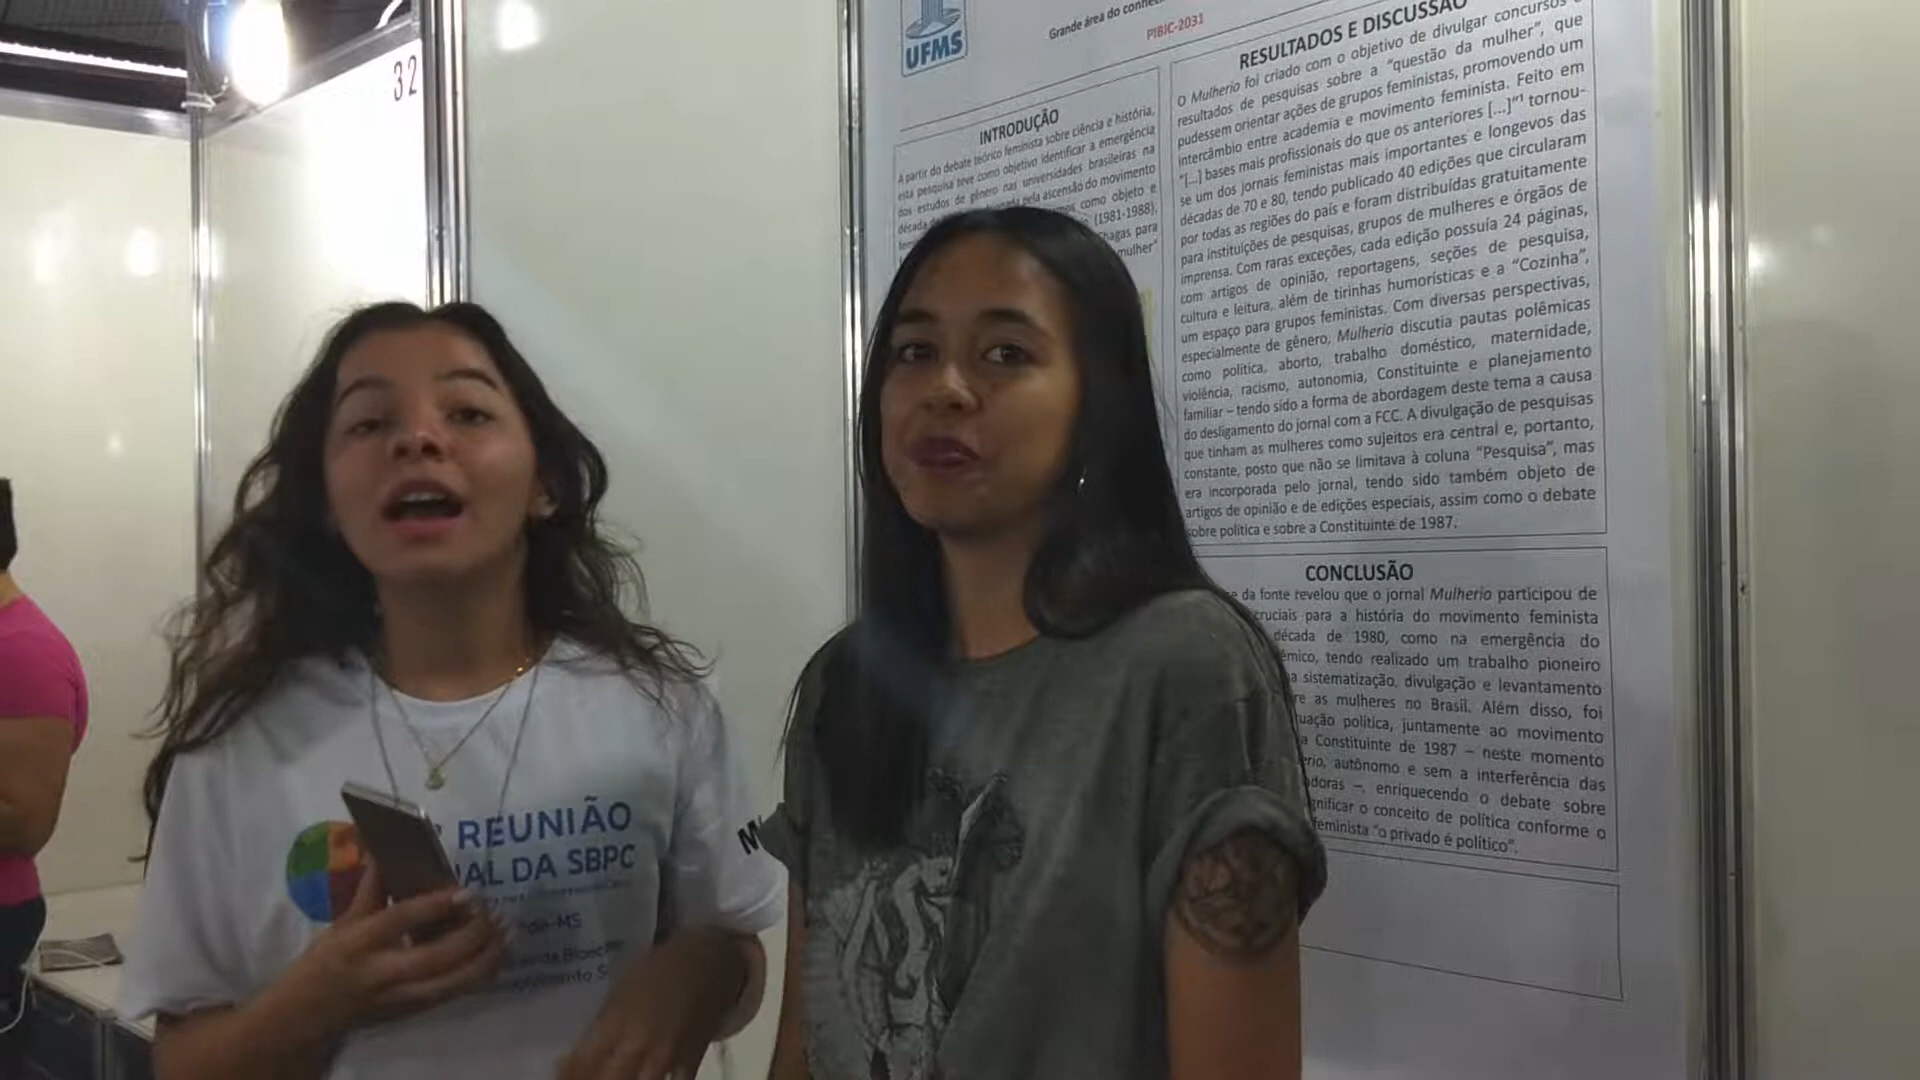 32
UFMS
Grande área do
PIBIC-2031
INTRODUÇÃO
A partir do debate teórico feminista sobre ciência e história,
esta pesquisa teve como objetivo identificar a emergência
dos estudos de gênero nas universidades brasileiras na
década pela ascensão do movimento
como objeto e
(1981-1988),
Chagas para
mulher"
RESULTADOS E DISCUSSÃO
O Mulherio foi criado com o objetivo de divulgar concursos e
resultados de pesquisas sobre a "questão da mulher", que
pudessem orientar ações de grupos feministas, promovendo um
intercâmbio entre academia e movimento feminista. Feito em
"[...] bases mais profissionais do que os anteriores [...]"¹ tornou-
se um dos jornais feministas mais importantes e longevos das
décadas de 70 e 80, tendo publicado 40 edições que circularam
por todas as regiões do país e foram distribuídas gratuitamente
para instituições de pesquisas, grupos de mulheres e órgãos de
imprensa. Com raras exceções, cada edição possuía 24 páginas,
com artigos de opinião, reportagens, seções de pesquisa,
cultura e leitura, além de tirinhas humorísticas e a "Cozinha",
um espaço para grupos feministas. Com diversas perspectivas,
especialmente de gênero, Mulherio discutia pautas polêmicas
como política, aborto, trabalho doméstico, maternidade,
violência, racismo, autonomia, Constituinte e planejamento
familiar – tendo sido a forma de abordagem deste tema a causa
do desligamento do jornal com a FCC. A divulgação de pesquisas
que tinham as mulheres como sujeitos era central e, portanto,
constante, posto que não se limitava à coluna "Pesquisa", mas
era incorporada pelo jornal, tendo sido também objeto de
artigos de opinião e de edições especiais, assim como o debate
sobre política e sobre a Constituinte de 1987.
CONCLUSÃO
da fonte revelou que o jornal Mulherio participou de
cruciais para a história do movimento feminista
década de 1980, como na emergência do
tendo realizado um trabalho pioneiro
sistematização, divulgação e levantamento
as mulheres no Brasil. Além disso, foi
política, juntamente ao movimento
a Constituinte de 1987 – neste momento
autônomo e sem a interferência das
enriquecendo o debate sobre
o conceito de política conforme o
feminista "o privado é político".
REUNIÃO
DA SBPC
-MS